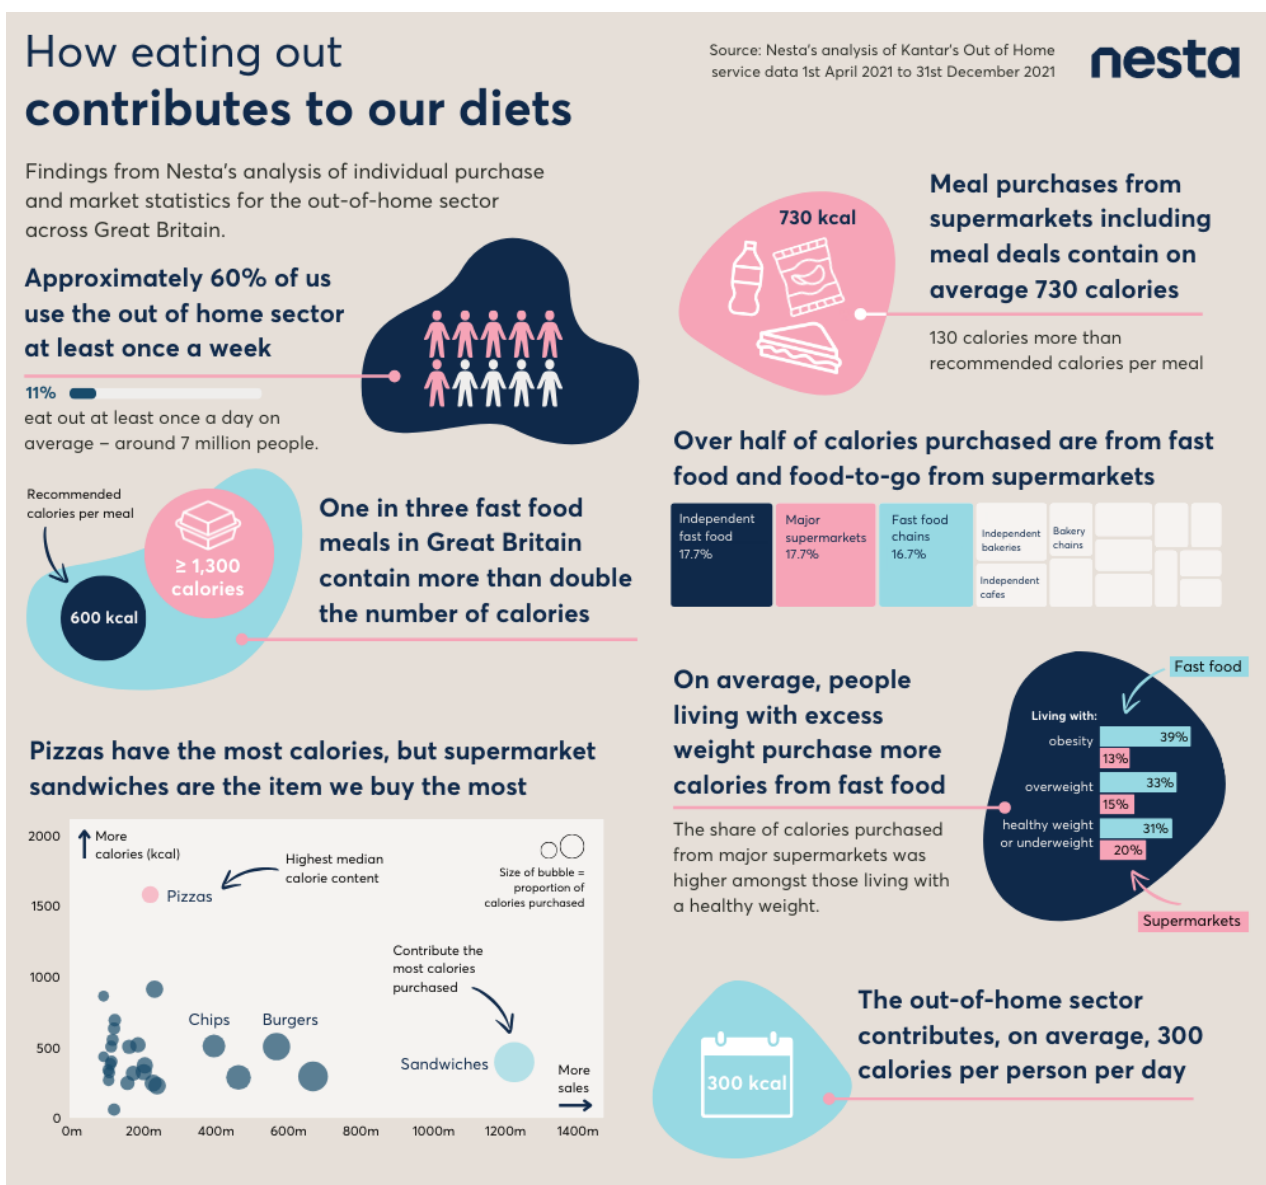 How eating out
contributes to our diets
Source: Nesta's analysis of Kantar's Out of Home
service data 1st April 2021 to 31st December 2021
nesta
Findings from Nesta's analysis of individual purchase
and market statistics for the out-of-home sector
across Great Britain.
Approximately 60% of us
use the out of home sector
at least once a week
11%
eat out at least once a day on
average – around 7 million people.
730 kcal
Meal purchases from
supermarkets including
meal deals contain on
average 730 calories
130 calories more than
recommended calories per meal
Recommended
calories per meal
≥ 1,300
calories
600 kcal
One in three fast food
meals in Great Britain
contain more than double
the number of calories
Over half of calories purchased are from fast
food and food-to-go from supermarkets
Independent
fast food
17.7%
Major
supermarkets
17.7%
Fast food
chains
16.7%
Independent
bakeries
Independent
cafes
Bakery
chains
Pizzas have the most calories, but supermarket
sandwiches are the item we buy the most
2000
1500
1000
500
0
More
calories (kcal)
Highest median
calorie content
Pizzas
Size of bubble =
proportion of
calories purchased
Contribute the
most calories
purchased
Chips
Burgers
Sandwiches
More
sales
0m
200m
400m
600m
800m
1000m
1200m
1400m
On average, people
living with excess
weight purchase more
calories from fast food
The share of calories purchased
from major supermarkets was
higher amongst those living with
a healthy weight.
Fast food
Living with:
obesity
39%
13%
overweight
33%
15%
healthy weight
or underweight
31%
20%
Supermarkets
300 kcal
The out-of-home sector
contributes, on average, 300
calories per person per day